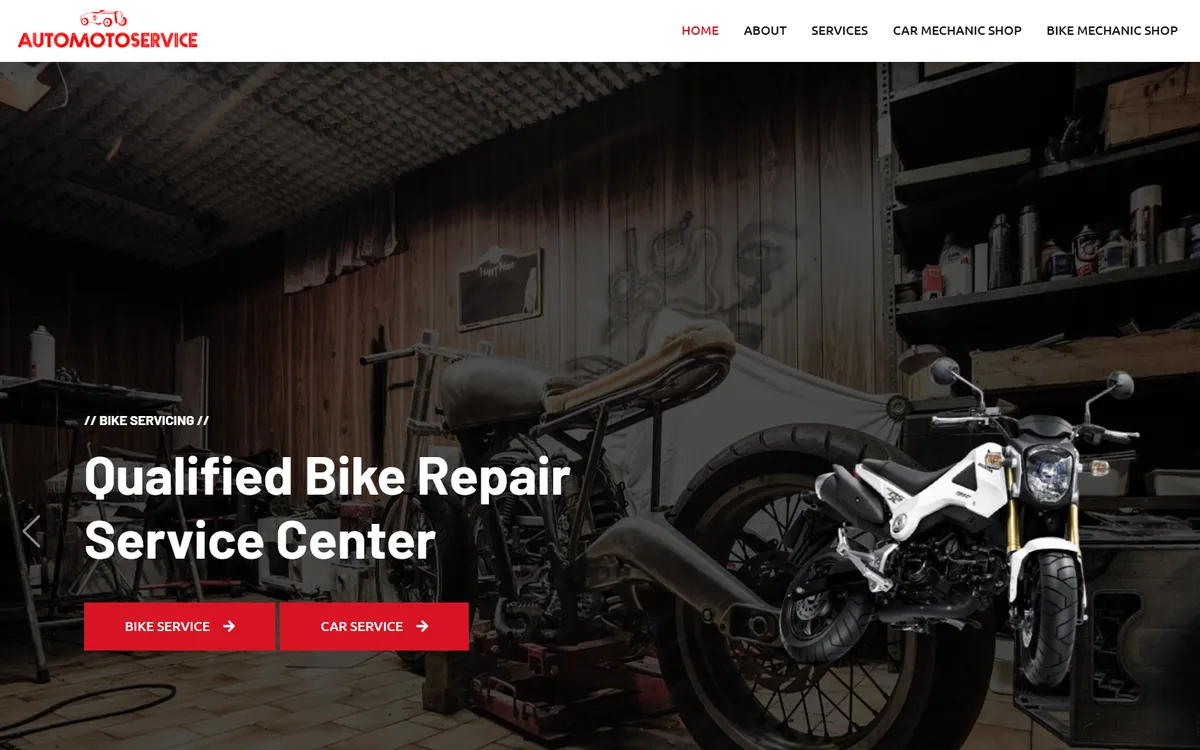 AUTOMOTOSERVICE
HOME
ABOUT
SERVICES
CAR MECHANIC SHOP
BIKE MECHANIC SHOP
// BIKE SERVICING //
Qualified Bike Repair
Service Center
BIKE SERVICE
CAR SERVICE